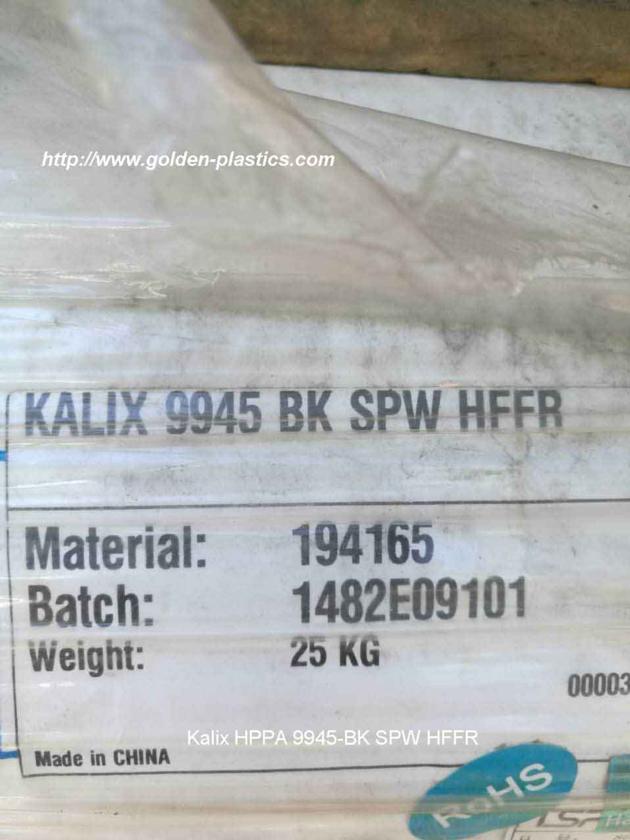 http://www.golden-plastics.com
KALIX 9945 BK SPW HFFR
Material: 194165
Batch: 1482E09101
Weight: 25 KG
00003
Kalix HPPA 9945-BK SPW HFFR
Made in CHINA
RoHS